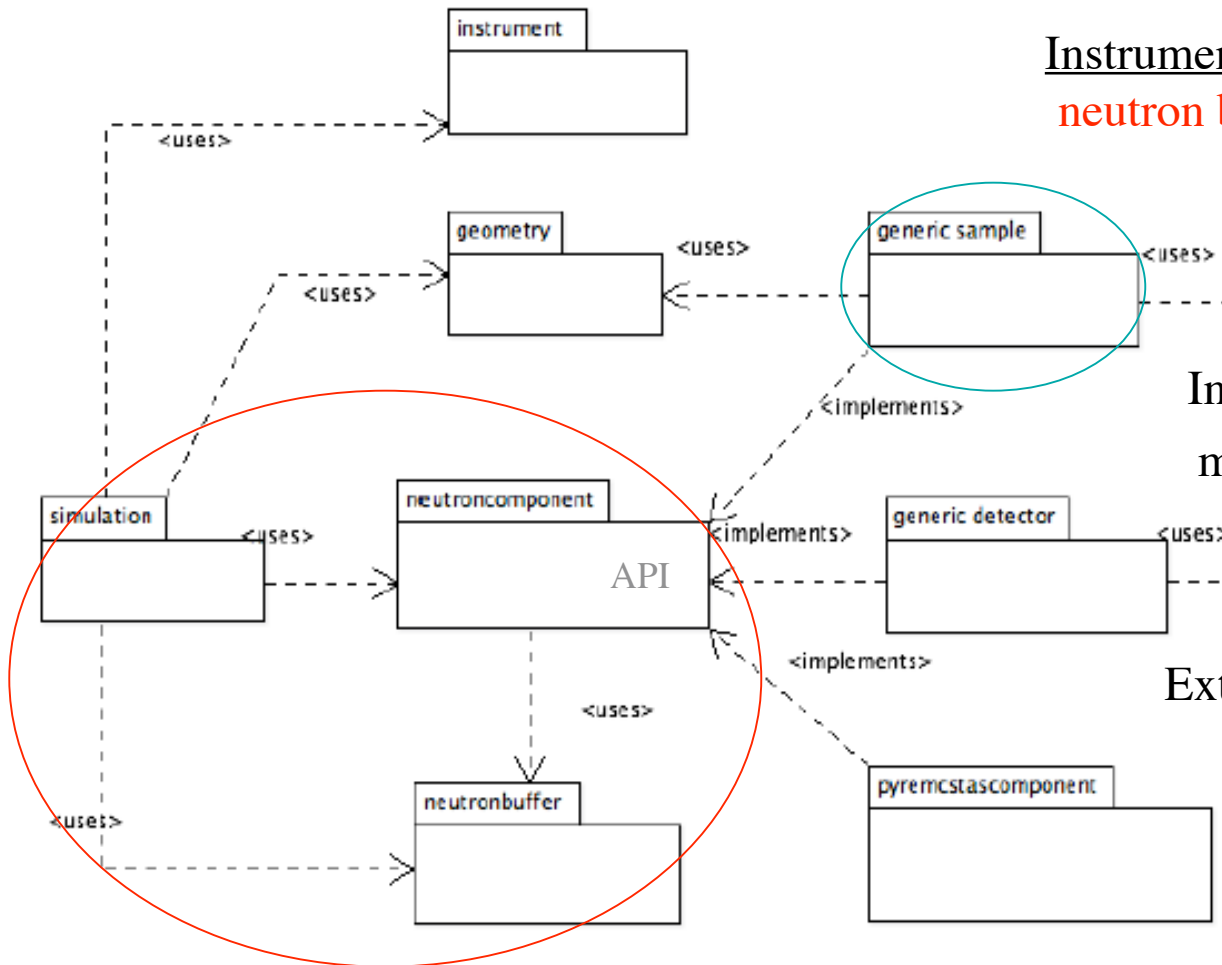 instrument
Instrumen
neutron b
<uses>
geometry
<uses>
generic sample
<uses>
<uses>
<implements>
In
m
simulation
<uses>
neutroncomponent
API
<implements>
generic detector
<uses>
<implements>
Ext
<uses>
neutronbuffer
<uses>
pyremcstascomponent